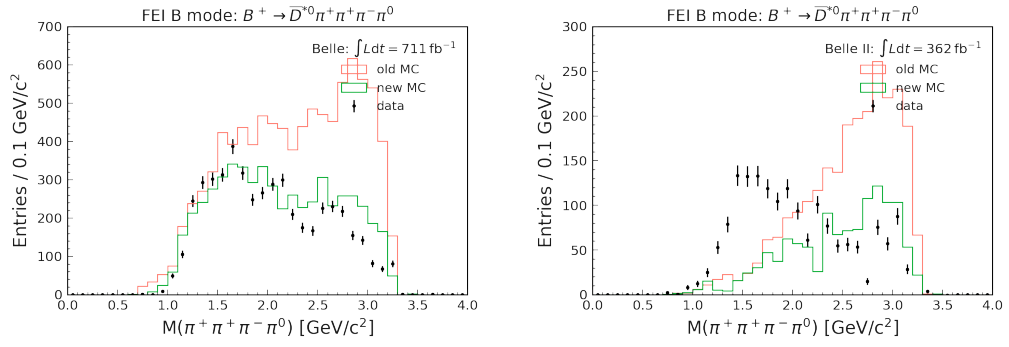 FEI B mode: B⁺ → D̅*⁰π⁺π⁺π⁻π⁰
Belle: ∫Ldt = 711 fb⁻¹
old MC
new MC
data
Entries / 0.1 GeV/c²
700
600
500
400
300
200
100
0
0.0 0.5 1.0 1.5 2.0 2.5 3.0 3.5 4.0
M(π⁺π⁺π⁻π⁰) [GeV/c²]
FEI B mode: B⁺ → D̅*⁰π⁺π⁺π⁻π⁰
Belle II: ∫Ldt = 362 fb⁻¹
old MC
new MC
data
Entries / 0.1 GeV/c²
300
250
200
150
100
50
0
0.0 0.5 1.0 1.5 2.0 2.5 3.0 3.5 4.0
M(π⁺π⁺π⁻π⁰) [GeV/c²]